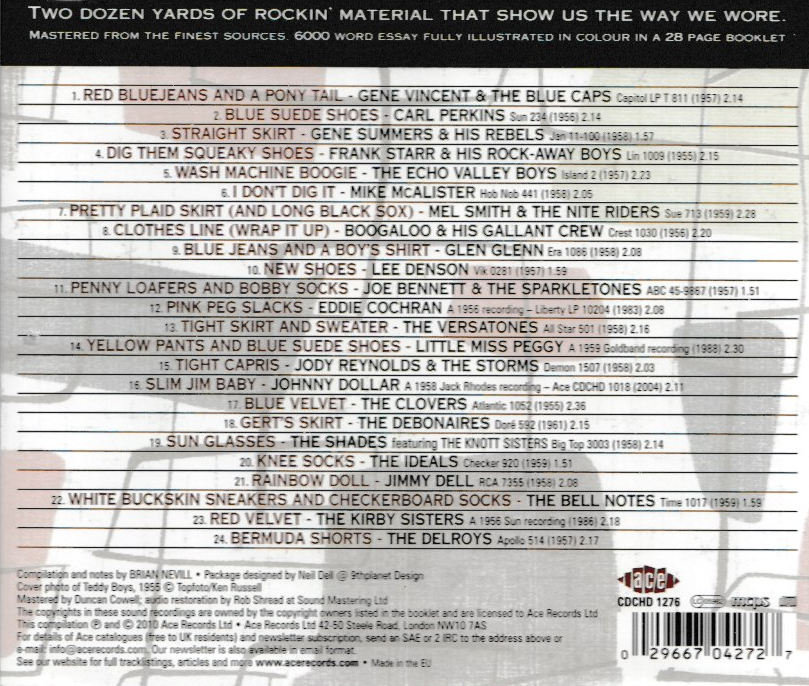 TWO DOZEN YARDS OF ROCKIN' MATERIAL THAT SHOW US THE WAY WE WORE.
MASTERED FROM THE FINEST SOURCES. 6000 WORD ESSAY FULLY ILLUSTRATED IN COLOUR IN A 28 PAGE BOOKLET
1. RED BLUEJEANS AND A PONY TAIL - GENE VINCENT & THE BLUE CAPS Capitol LP T 811 (1957) 2.14
2. BLUE SUEDE SHOES - CARL PERKINS Sun 234 (1956) 2.14
3. STRAIGHT SKIRT - GENE SUMMERS & HIS REBELS Jan 11-100 (1958) 1.57
4. DIG THEM SQUEAKY SHOES - FRANK STARR & HIS ROCK-AWAY BOYS Lin 1009 (1955) 2.15
5. WASH MACHINE BOOGIE - THE ECHO VALLEY BOYS Island 2 (1957) 2.23
6. I DON'T DIG IT - MIKE MCALISTER Hob Nob 441 (1958) 2.05
7. PRETTY PLAID SKIRT (AND LONG BLACK SOX) - MEL SMITH & THE NITE RIDERS Sue 713 (1959) 2.28
8. CLOTHES LINE (WRAP IT UP) - BOOGALOO & HIS GALLANT CREW Crest 1030 (1956) 2.20
9. BLUE JEANS AND A BOY'S SHIRT - GLEN GLENN Era 1086 (1958) 2.08
10. NEW SHOES - LEE DENSON Vik 0281 (1957) 1.59
11. PENNY LOAFERS AND BOBBY SOCKS - JOE BENNETT & THE SPARKLETONES ABC 45-9867 (1957) 1.51
12. PINK PEG SLACKS - EDDIE COCHRAN A 1956 recording – Liberty LP 10204 (1983) 2.08
13. TIGHT SKIRT AND SWEATER - THE VERSATONES All Star 501 (1958) 2.16
14. YELLOW PANTS AND BLUE SUEDE SHOES - LITTLE MISS PEGGY A 1959 Goldband recording (1988) 2.30
15. TIGHT CAPRIS - JODY REYNOLDS & THE STORMS Demon 1507 (1958) 2.03
16. SLIM JIM BABY - JOHNNY DOLLAR A 1958 Jack Rhodes recording – Ace CDCHD 1018 (2004) 2.11
17. BLUE VELVET - THE CLOVERS Atlantic 1052 (1955) 2.36
18. GERT'S SKIRT - THE DEBONAIRES Doré 592 (1961) 2.15
19. SUN GLASSES - THE SHADES featuring THE KNOTT SISTERS Big Top 3003 (1958) 2.14
20. KNEE SOCKS - THE IDEALS Checker 920 (1959) 1.51
21. RAINBOW DOLL - JIMMY DELL RCA 7355 (1958) 2.08
22. WHITE BUCKSKIN SNEAKERS AND CHECKERBOARD SOCKS - THE BELL NOTES Time 1017 (1959) 1.59
23. RED VELVET - THE KIRBY SISTERS A 1956 Sun recording (1986) 2.18
24. BERMUDA SHORTS - THE DELROYS Apollo 514 (1957) 2.17
Compilation and notes by BRIAN NEVILL • Package designed by Neil Dell @ 9thplanet Design
Cover photo of Teddy Boys, 1955 © Topfoto/Ken Russell
Mastered by Duncan Cowell; audio restoration by Rob Shread at Sound Mastering Ltd
The copyrights in these sound recordings are owned by the copyright owners listed in the booklet and are licensed to Ace Records Ltd
This compilation ℗ and © 2010 Ace Records Ltd • Ace Records Ltd 42-50 Steele Road, London NW10 7AS
For details of Ace catalogues (free to UK residents) and newsletter subscription, send an SAE or 2 IRC to the address above or
e-mail: info@acerecords.com. Our newsletter is also available in email format.
See our website for full tracklistings, articles and more www.acerecords.com • Made in the EU
ace
CDCHD 1276
mcps
0 29667 04272 7